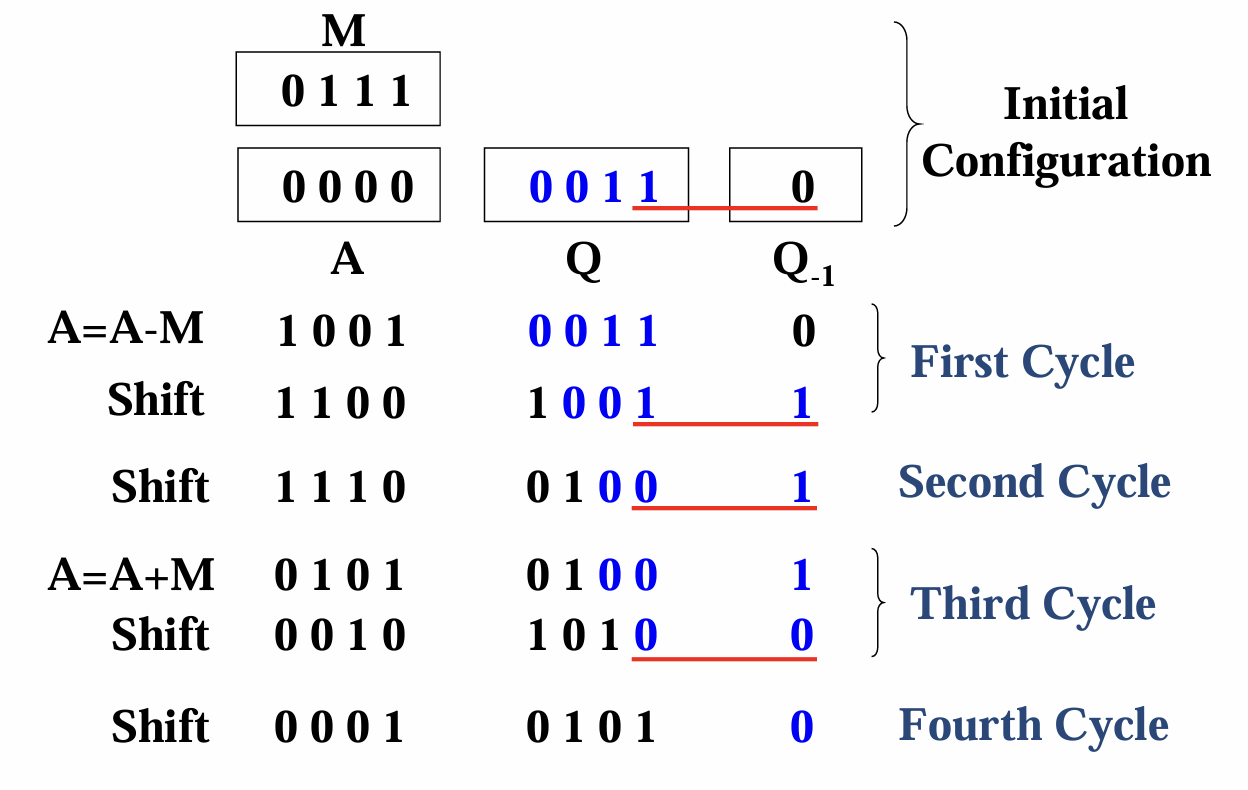 M
0 1 1 1
Initial
Configuration
0 0 0 0 0 0 1 1 0
A Q Q-1
A=A-M 1 0 0 1 0 0 1 1 0
First Cycle
Shift 1 1 0 0 1 0 0 1 1
Shift 1 1 1 0 0 1 0 0 1 Second Cycle
A=A+M 0 1 0 1 0 1 0 0 1
Third Cycle
Shift 0 0 1 0 1 0 1 0 0
Shift 0 0 0 1 0 1 0 1 0 Fourth Cycle